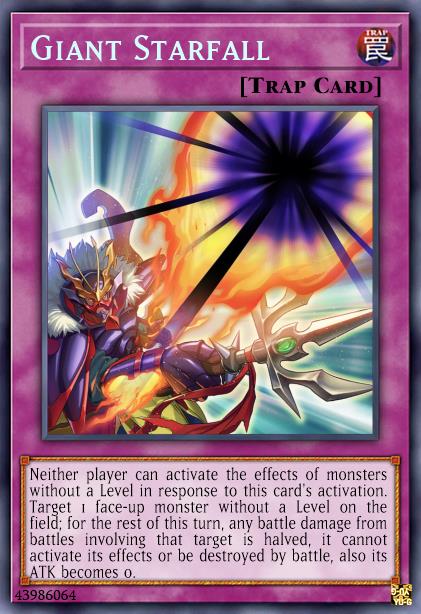 GIANT STARFALL
TRAP
罠
[TRAP CARD]
Neither player can activate the effects of monsters
without a Level in response to this card's activation.
Target 1 face-up monster without a Level on the
field; for the rest of this turn, any battle damage from
battles involving that target is halved, it cannot
activate its effects or be destroyed by battle, also its
ATK becomes 0.
43986064